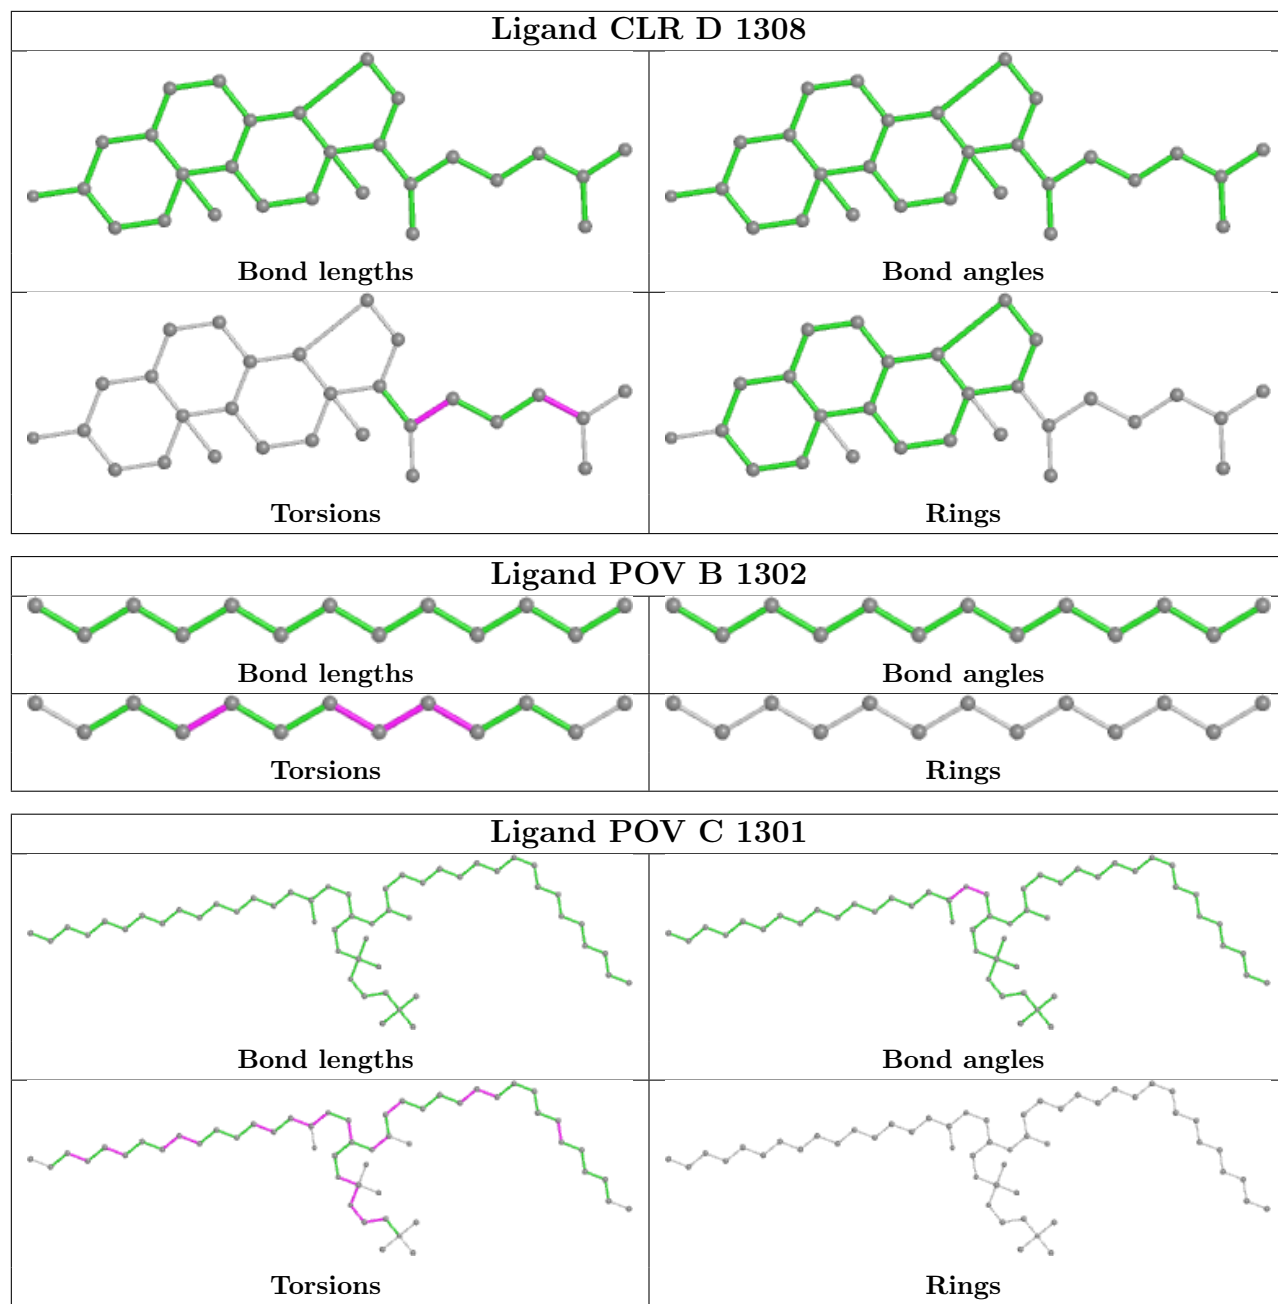 Ligand CLR D 1308
Bond lengths
Bond angles
Torsions
Rings
Ligand POV B 1302
Bond lengths
Bond angles
Torsions
Rings
Ligand POV C 1301
Bond lengths
Bond angles
Torsions
Rings